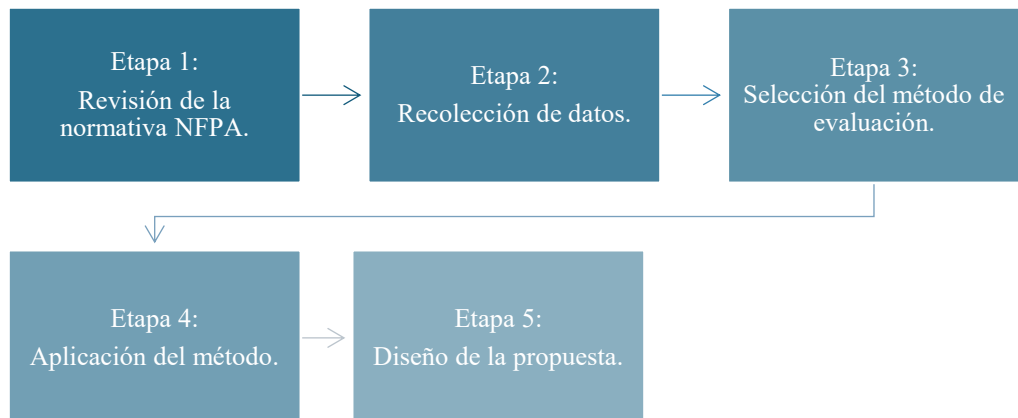 Etapa 1:
Revisión de la
normativa NFPA.
Etapa 2:
Recolección de datos.
Etapa 3:
Selección del método de
evaluación.
Etapa 4:
Aplicación del método.
Etapa 5:
Diseño de la propuesta.